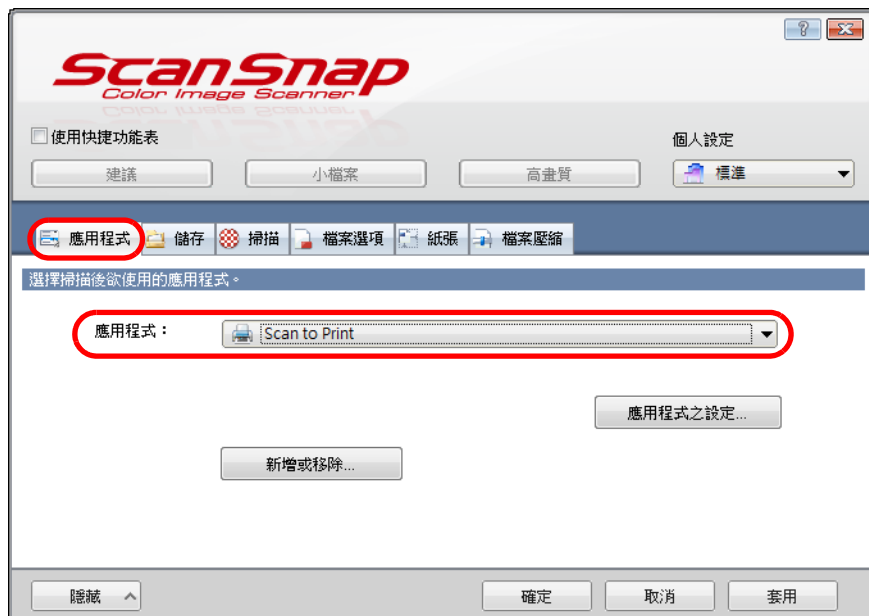 ScanSnap
Color Image Scanner
使用快捷功能表
個人設定
建議 小檔案 高畫質 標準
應用程式 儲存 掃描 檔案選項 紙張 檔案壓縮
選擇掃描後欲使用的應用程式。
應用程式： Scan to Print
應用程式之設定...
新增或移除...
隱藏 確定 取消 套用